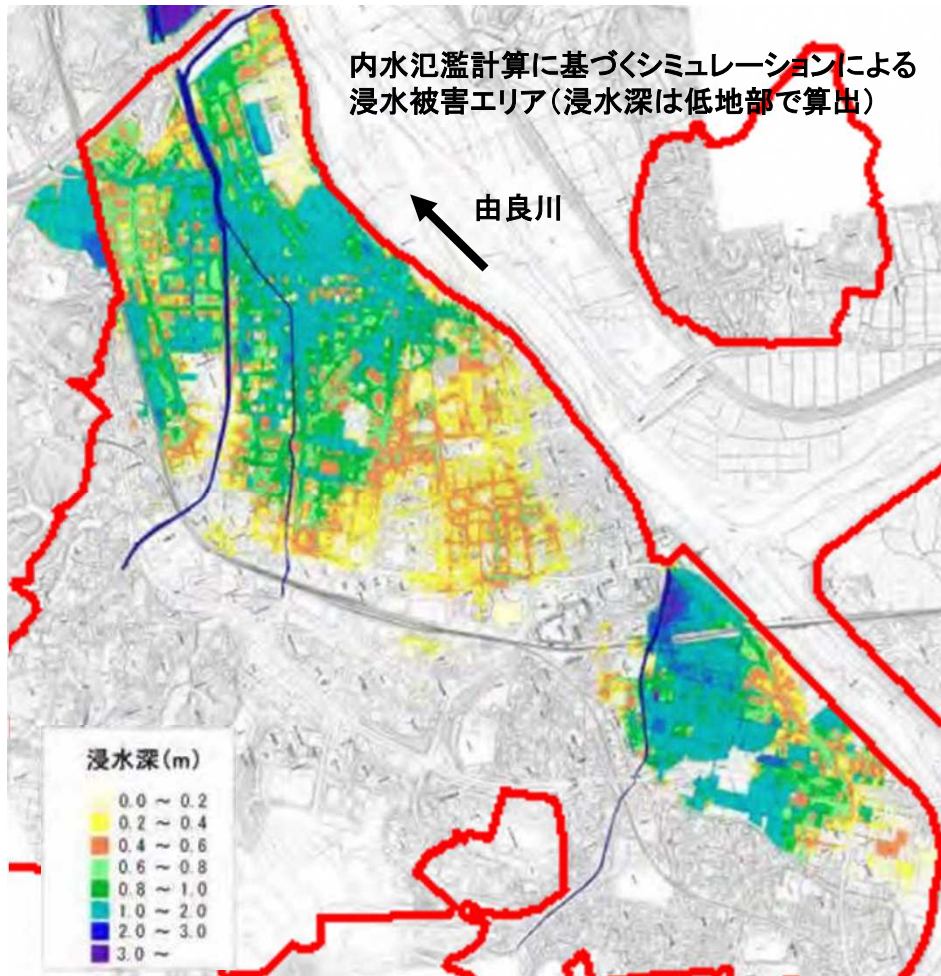 内水氾濫計算に基づくシミュレーションによる
浸水被害エリア（浸水深は低地部で算出）
由良川
浸水深(m)
0.0 ～ 0.2
0.2 ～ 0.4
0.4 ～ 0.6
0.6 ～ 0.8
0.8 ～ 1.0
1.0 ～ 2.0
2.0 ～ 3.0
3.0 ～